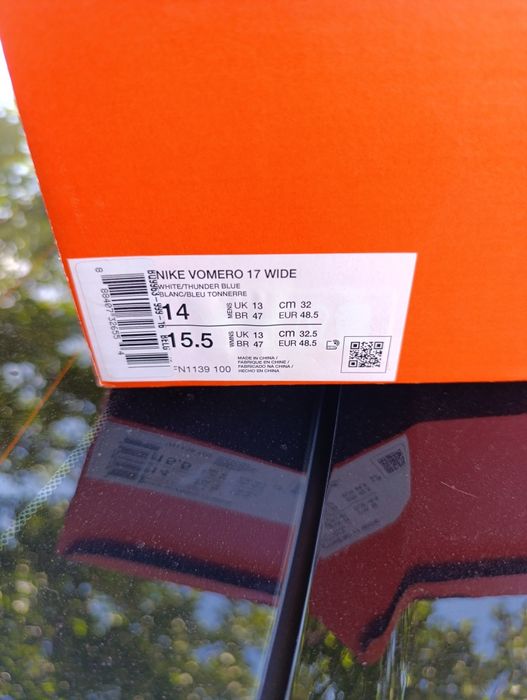 NIKE VOMERO 17 WIDE
WHITE/THUNDER BLUE
BLANC/BLEU TONNERRE
14 MENS UK 13 cm 32
BR 47 EUR 48.5
15.5 WMNS UK 13 cm 32.5
BR 47 EUR 48.5
MADE IN CHINA /
FABRIQUE EN CHINE /
FABRICADO NA CHINA /
HECHO EN CHINA
FN1139 100